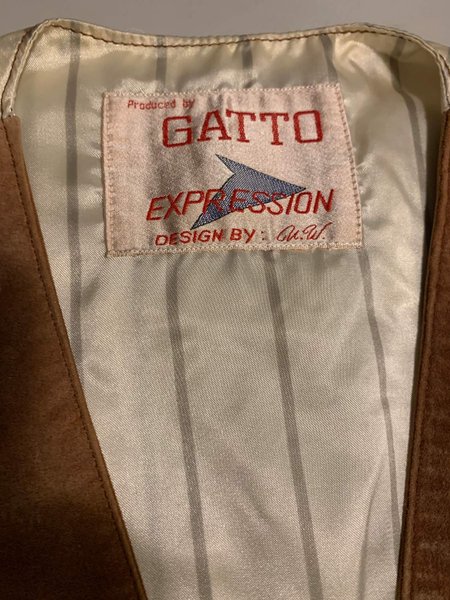 Produced by
GATTO
EXPRESSION
DESIGN BY: